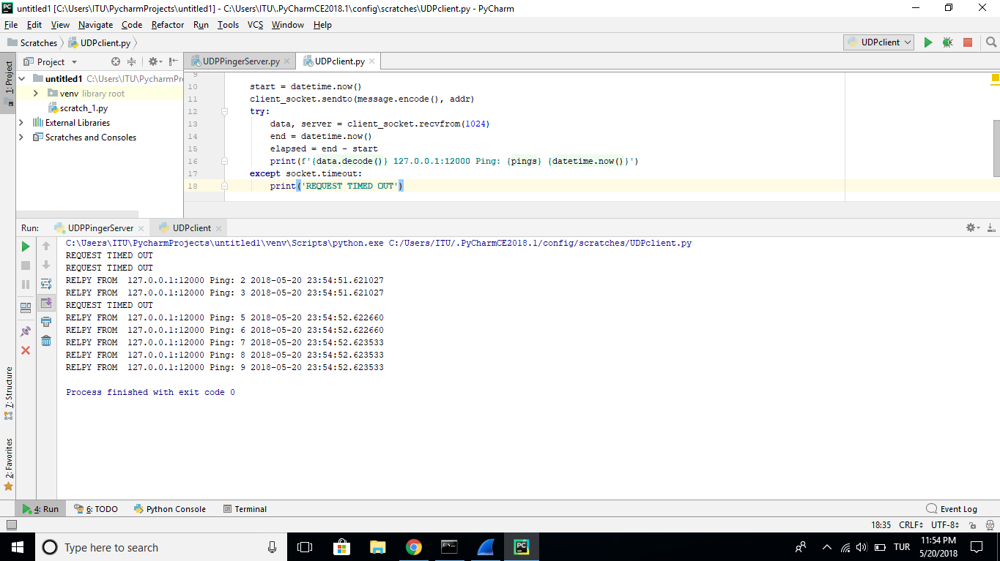 untitled1 [C:\Users\ITU\PycharmProjects\untitled1] - C:\Users\ITU\.PyCharmCE2018.1\config\scratches\UDPclient.py - PyCharm
File Edit View Navigate Code Refactor Run Tools VCS Window Help
Scratches UDPclient.py UDPclient
1: Project
Project
UDPPingerServer.py UDPclient.py
untitled1 C:\Users\ITU\PycharmPr
venv library root
scratch_1.py
External Libraries
Scratches and Consoles
9
10 start = datetime.now()
11 client_socket.sendto(message.encode(), addr)
12 try:
13 data, server = client_socket.recvfrom(1024)
14 end = datetime.now()
15 elapsed = end - start
16 print(f'{data.decode()} 127.0.0.1:12000 Ping: {pings} {datetime.now()}')
17 except socket.timeout:
18 print('REQUEST TIMED OUT')
Run: UDPPingerServer UDPclient
C:\Users\ITU\PycharmProjects\untitled1\venv\Scripts\python.exe C:/Users/ITU/.PyCharmCE2018.1/config/scratches/UDPclient.py
REQUEST TIMED OUT
REQUEST TIMED OUT
RELPY FROM  127.0.0.1:12000 Ping: 2 2018-05-20 23:54:51.621027
RELPY FROM  127.0.0.1:12000 Ping: 3 2018-05-20 23:54:51.621027
REQUEST TIMED OUT
RELPY FROM  127.0.0.1:12000 Ping: 5 2018-05-20 23:54:52.622660
RELPY FROM  127.0.0.1:12000 Ping: 6 2018-05-20 23:54:52.622660
RELPY FROM  127.0.0.1:12000 Ping: 7 2018-05-20 23:54:52.623533
RELPY FROM  127.0.0.1:12000 Ping: 8 2018-05-20 23:54:52.623533
RELPY FROM  127.0.0.1:12000 Ping: 9 2018-05-20 23:54:52.623533
Process finished with exit code 0
7: Structure
2: Favorites
4: Run 6: TODO Python Console Terminal Event Log
18:35 CRLF UTF-8
Type here to search
PC
TUR
11:54 PM
5/20/2018